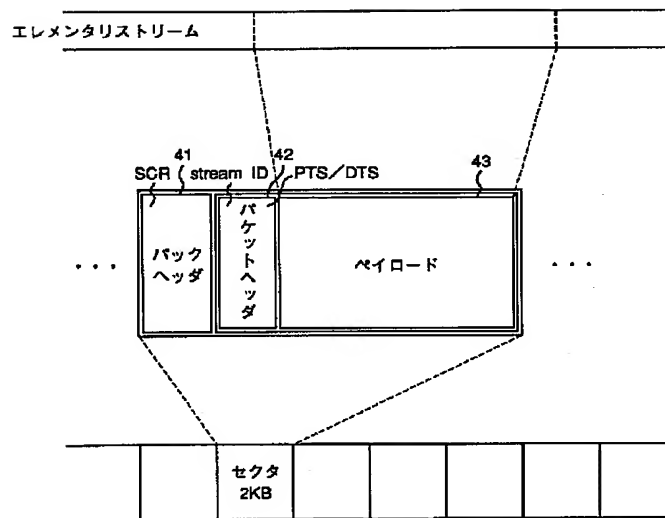 エレメンタリストリーム
41
42
43
SCR
stream ID
PTS/DTS
パック
ヘッダ
パケットヘッダ
ペイロード
・・・
・・・
セクタ
2KB